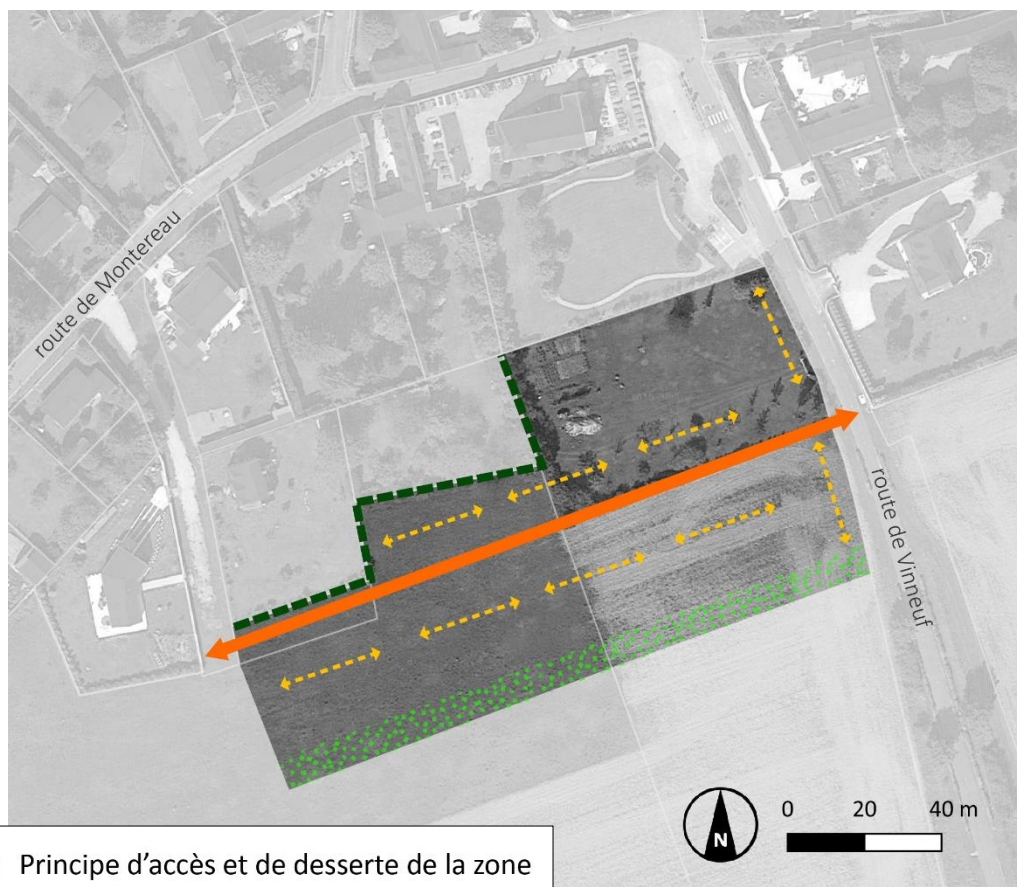 route de Montereau
route de Vinneuf
N
0 20 40 m
Principe d’accès et de desserte de la zone